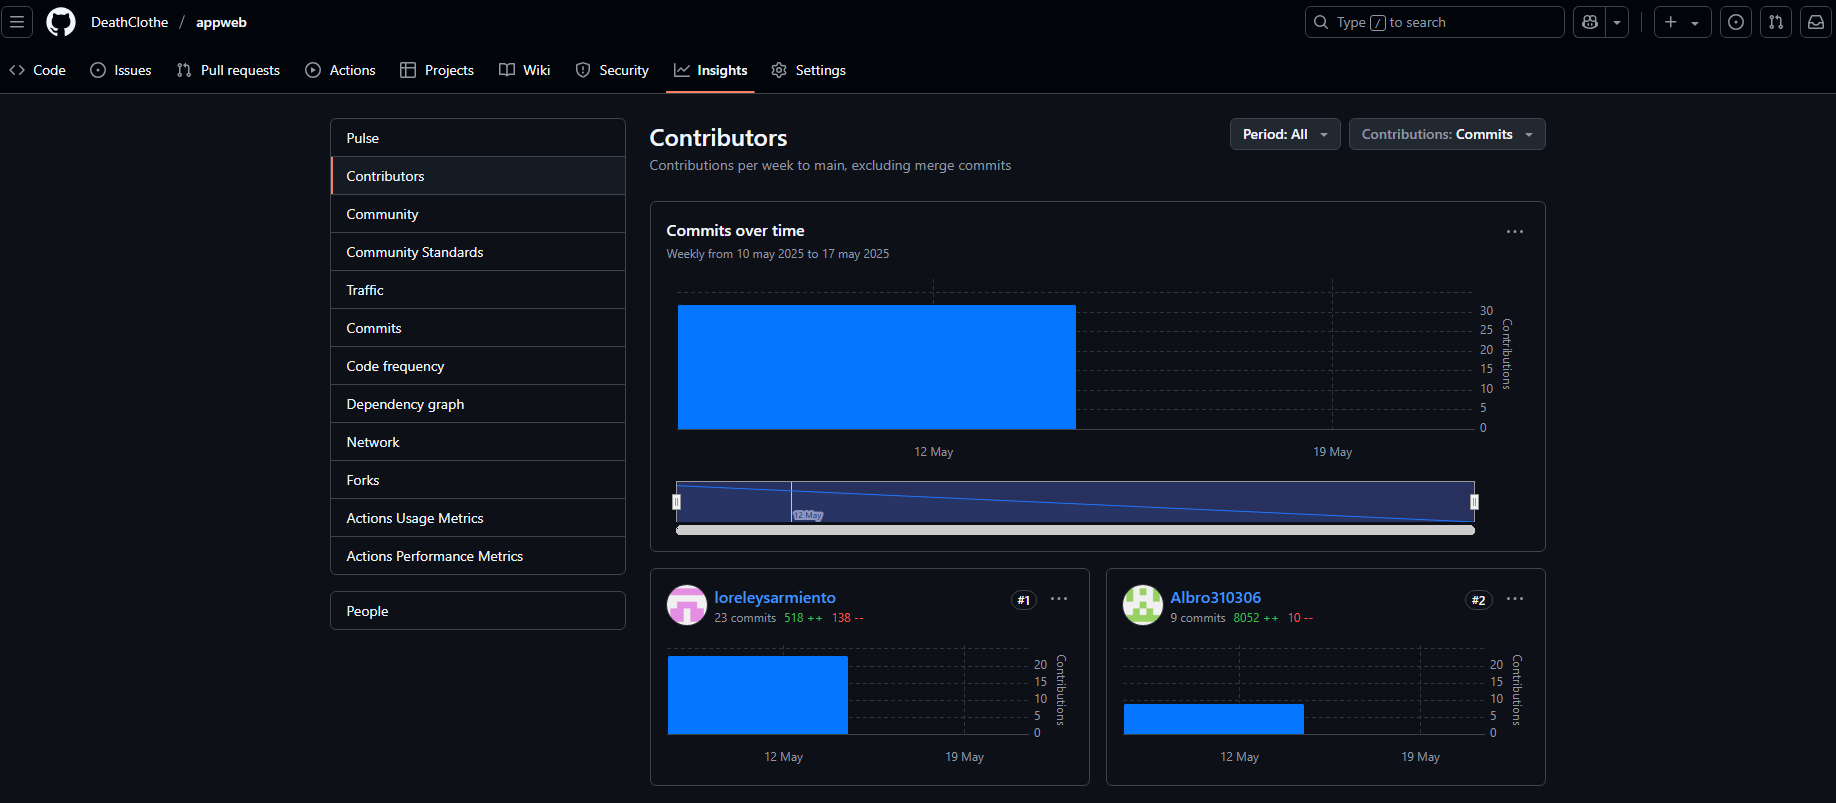 DeathClothe / appweb
Type / to search
Code
Issues
Pull requests
Actions
Projects
Wiki
Security
Insights
Settings
Pulse
Contributors
Community
Community Standards
Traffic
Commits
Code frequency
Dependency graph
Network
Forks
Actions Usage Metrics
Actions Performance Metrics
People
Contributors
Contributions per week to main, excluding merge commits
Period: All
Contributions: Commits
Commits over time
Weekly from 10 may 2025 to 17 may 2025
30
25
20
15
10
5
0
Contributions
12 May
19 May
12 May
loreleysarmiento
#1
23 commits 518 ++ 138 --
20
15
10
5
0
Contributions
12 May
19 May
Albro310306
#2
9 commits 8052 ++ 10 --
20
15
10
5
0
Contributions
12 May
19 May